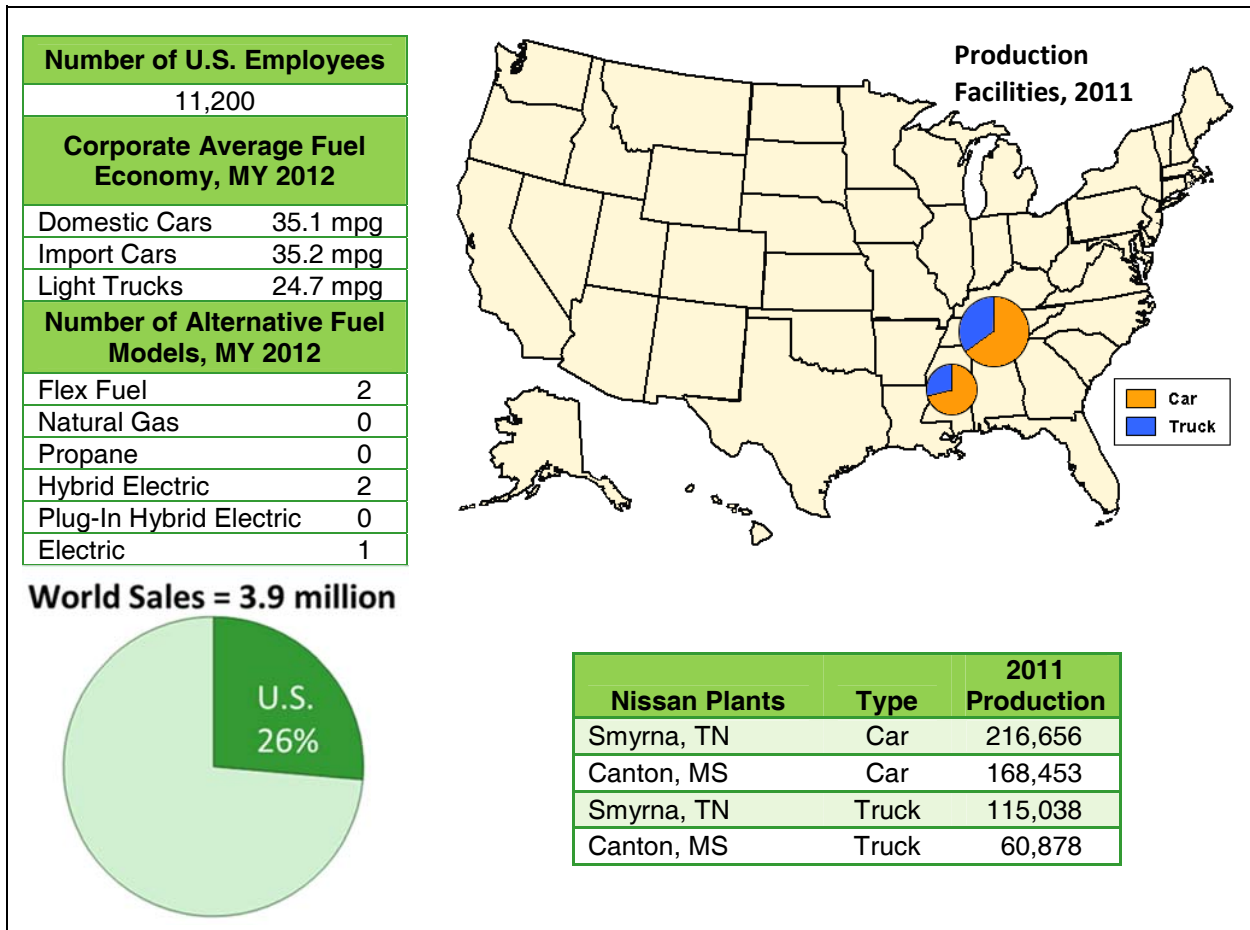 Number of U.S. Employees
11,200
Corporate Average Fuel
Economy, MY 2012
Domestic Cars 35.1 mpg
Import Cars 35.2 mpg
Light Trucks 24.7 mpg
Number of Alternative Fuel
Models, MY 2012
Flex Fuel 2
Natural Gas 0
Propane 0
Hybrid Electric 2
Plug-In Hybrid Electric 0
Electric 1
World Sales = 3.9 million
U.S.
26%
Production
Facilities, 2011
Car
Truck
2011
Nissan Plants Type Production
Smyrna, TN Car 216,656
Canton, MS Car 168,453
Smyrna, TN Truck 115,038
Canton, MS Truck 60,878